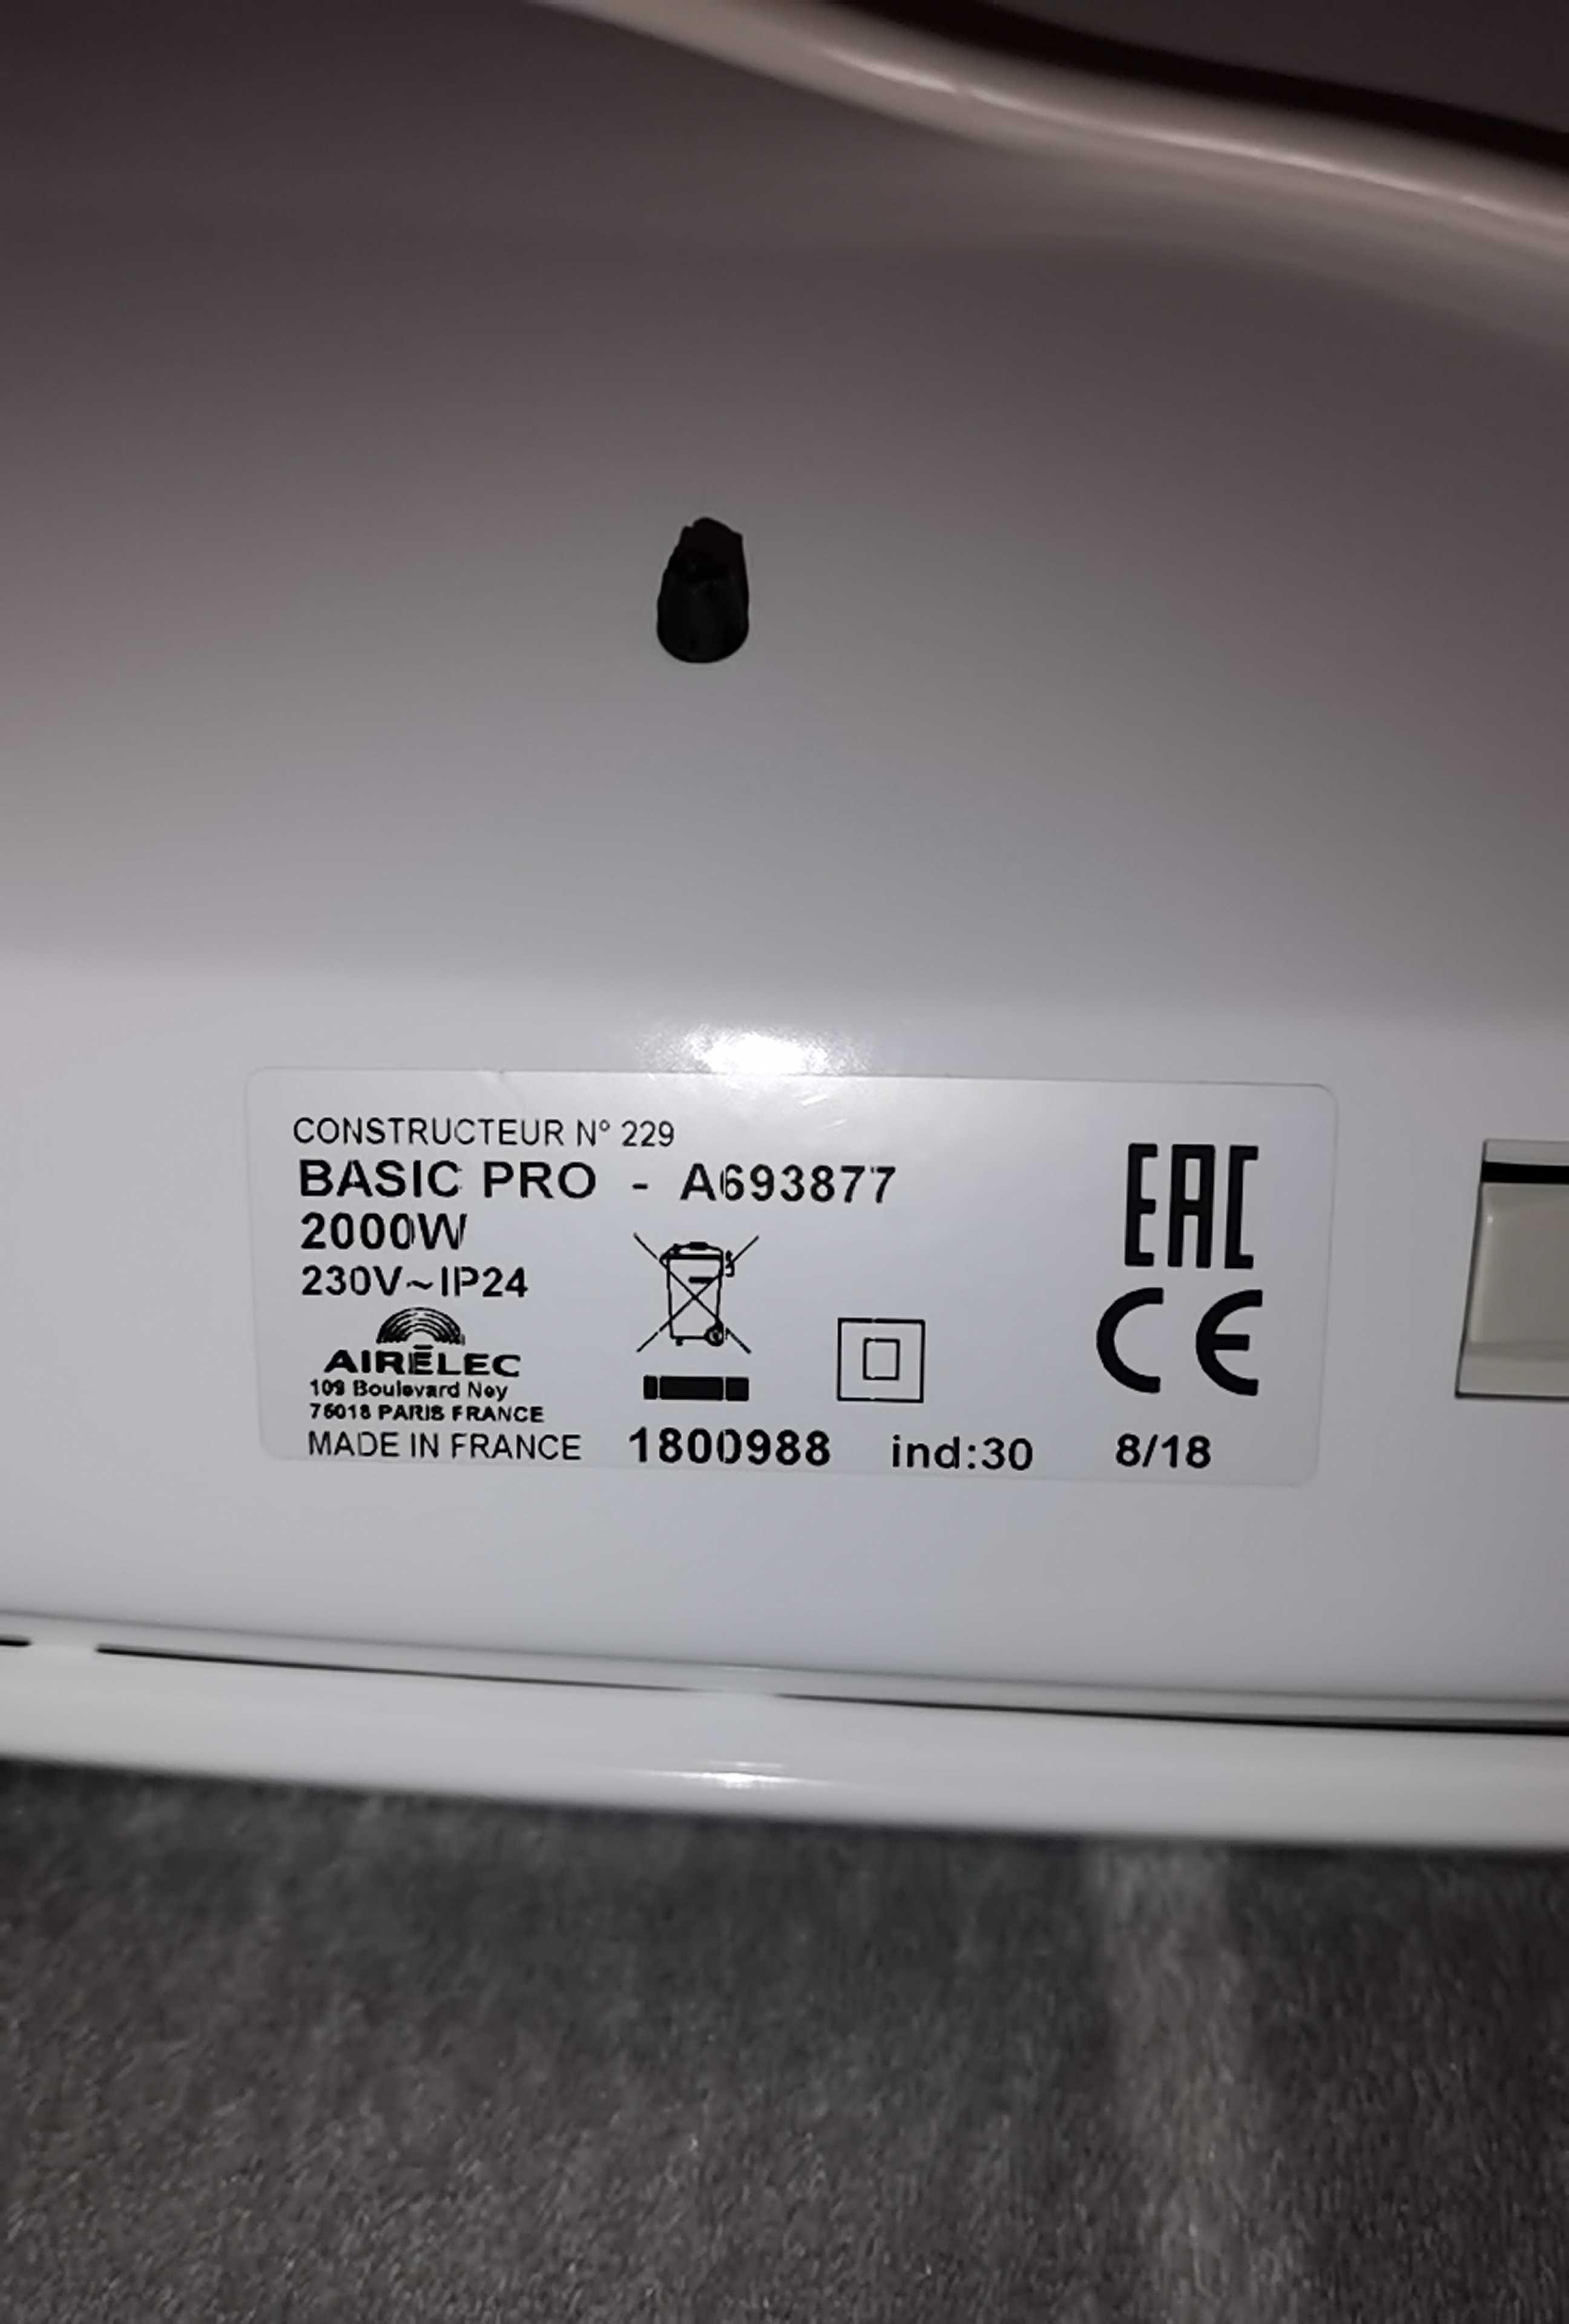 CONSTRUCTEUR N° 229
BASIC PRO - A693877
2000W
230V~IP24
EAC
CE
AIRÉLEC
109 Boulevard Ney
75018 PARIS FRANCE
MADE IN FRANCE 1800988 ind:30 8/18